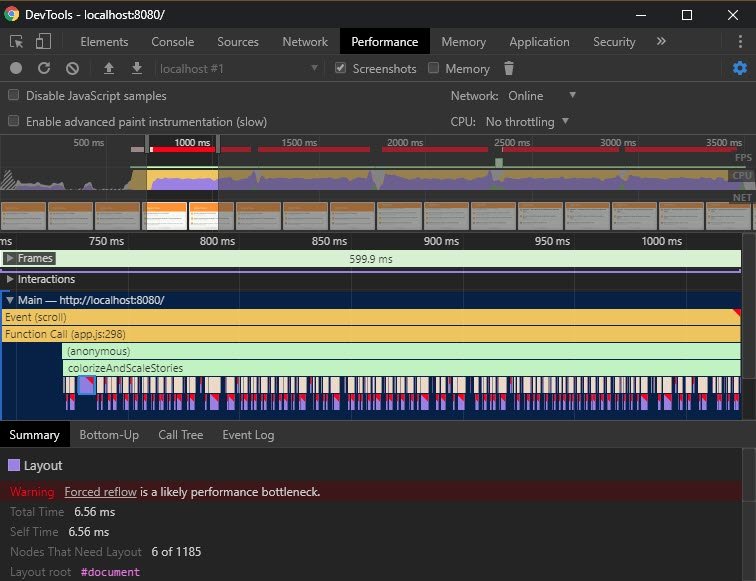 DevTools - localhost:8080/
Elements Console Sources Network Performance Memory Application Security »
localhost #1 Screenshots Memory
Disable JavaScript samples Network: Online
Enable advanced paint instrumentation (slow) CPU: No throttling
500 ms 1000 ms 1500 ms 2000 ms 2500 ms 3000 ms 3500 ms
FPS
CPU
NET
ms 750 ms 800 ms 850 ms 900 ms 950 ms 1000 ms
Frames 599.9 ms
Interactions
Main — http://localhost:8080/
Event (scroll)
Function Call (app.js:298)
(anonymous)
colorizeAndScaleStories
Summary Bottom-Up Call Tree Event Log
Layout
Warning Forced reflow is a likely performance bottleneck.
Total Time 6.56 ms
Self Time 6.56 ms
Nodes That Need Layout 6 of 1185
Layout root #document